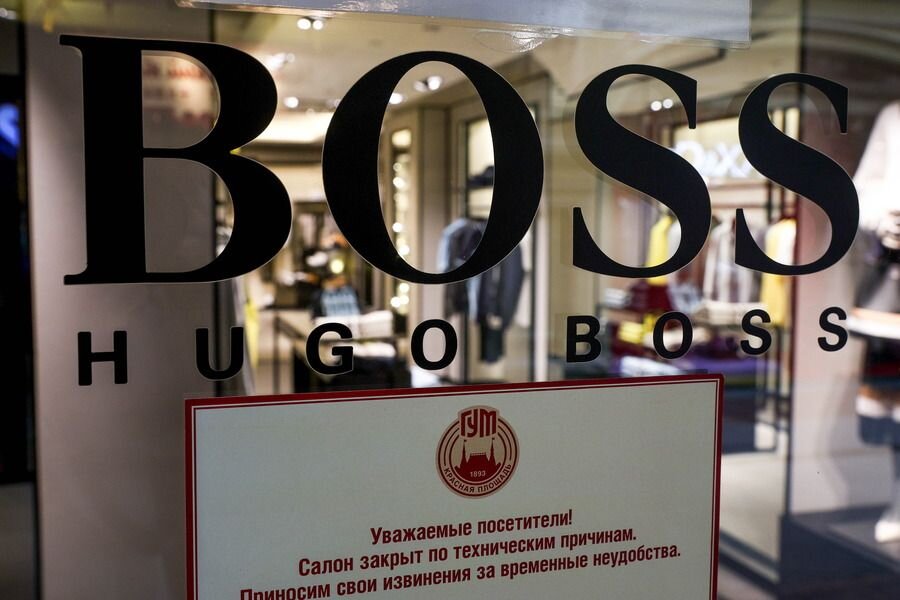 BOSS
HUGO BOSS
ГУМ
1893
КРАСНАЯ ПЛОЩАДЬ
Уважаемые посетители!
Салон закрыт по техническим причинам.
Приносим свои извинения за временные неудобства.